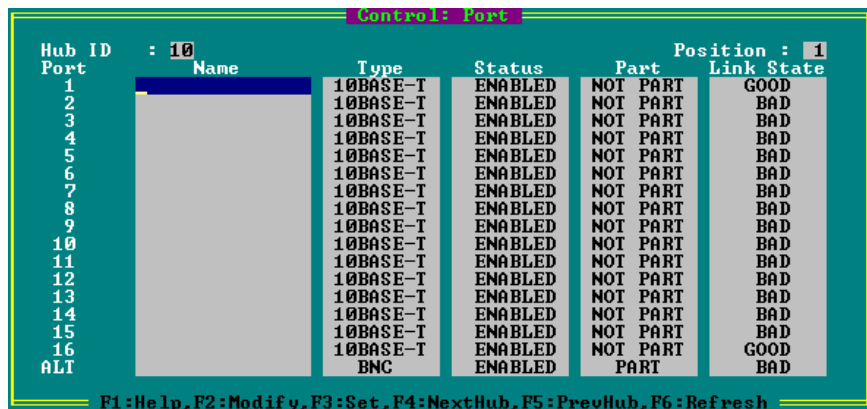 Control: Port
Hub ID : 10 Position : 1
Port Name Type Status Part Link State
1 10BASE-T ENABLED NOT PART GOOD
2 10BASE-T ENABLED NOT PART BAD
3 10BASE-T ENABLED NOT PART BAD
4 10BASE-T ENABLED NOT PART BAD
5 10BASE-T ENABLED NOT PART BAD
6 10BASE-T ENABLED NOT PART BAD
7 10BASE-T ENABLED NOT PART BAD
8 10BASE-T ENABLED NOT PART BAD
9 10BASE-T ENABLED NOT PART BAD
10 10BASE-T ENABLED NOT PART BAD
11 10BASE-T ENABLED NOT PART BAD
12 10BASE-T ENABLED NOT PART BAD
13 10BASE-T ENABLED NOT PART BAD
14 10BASE-T ENABLED NOT PART BAD
15 10BASE-T ENABLED NOT PART BAD
16 10BASE-T ENABLED NOT PART GOOD
ALT BNC ENABLED PART BAD
F1:Help,F2:Modify,F3:Set,F4:NextHub,F5:PrevHub,F6:Refresh